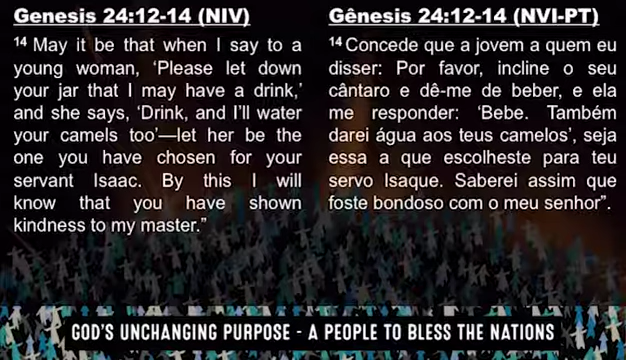 Genesis 24:12-14 (NIV)
14 May it be that when I say to a
young woman, ‘Please let down
your jar that I may have a drink,’
and she says, ‘Drink, and I’ll water
your camels too’—let her be the
one you have chosen for your
servant Isaac. By this I will
know that you have shown
kindness to my master.”
Gênesis 24:12-14 (NVI-PT)
14 Concede que a jovem a quem eu
disser: Por favor, incline o seu
cântaro e dê-me de beber, e ela
me responder: ‘Bebe. Também
darei água aos teus camelos’, seja
essa a que escolheste para teu
servo Isaque. Saberei assim que
foste bondoso com o meu senhor”.
GOD'S UNCHANGING PURPOSE - A PEOPLE TO BLESS THE NATIONS